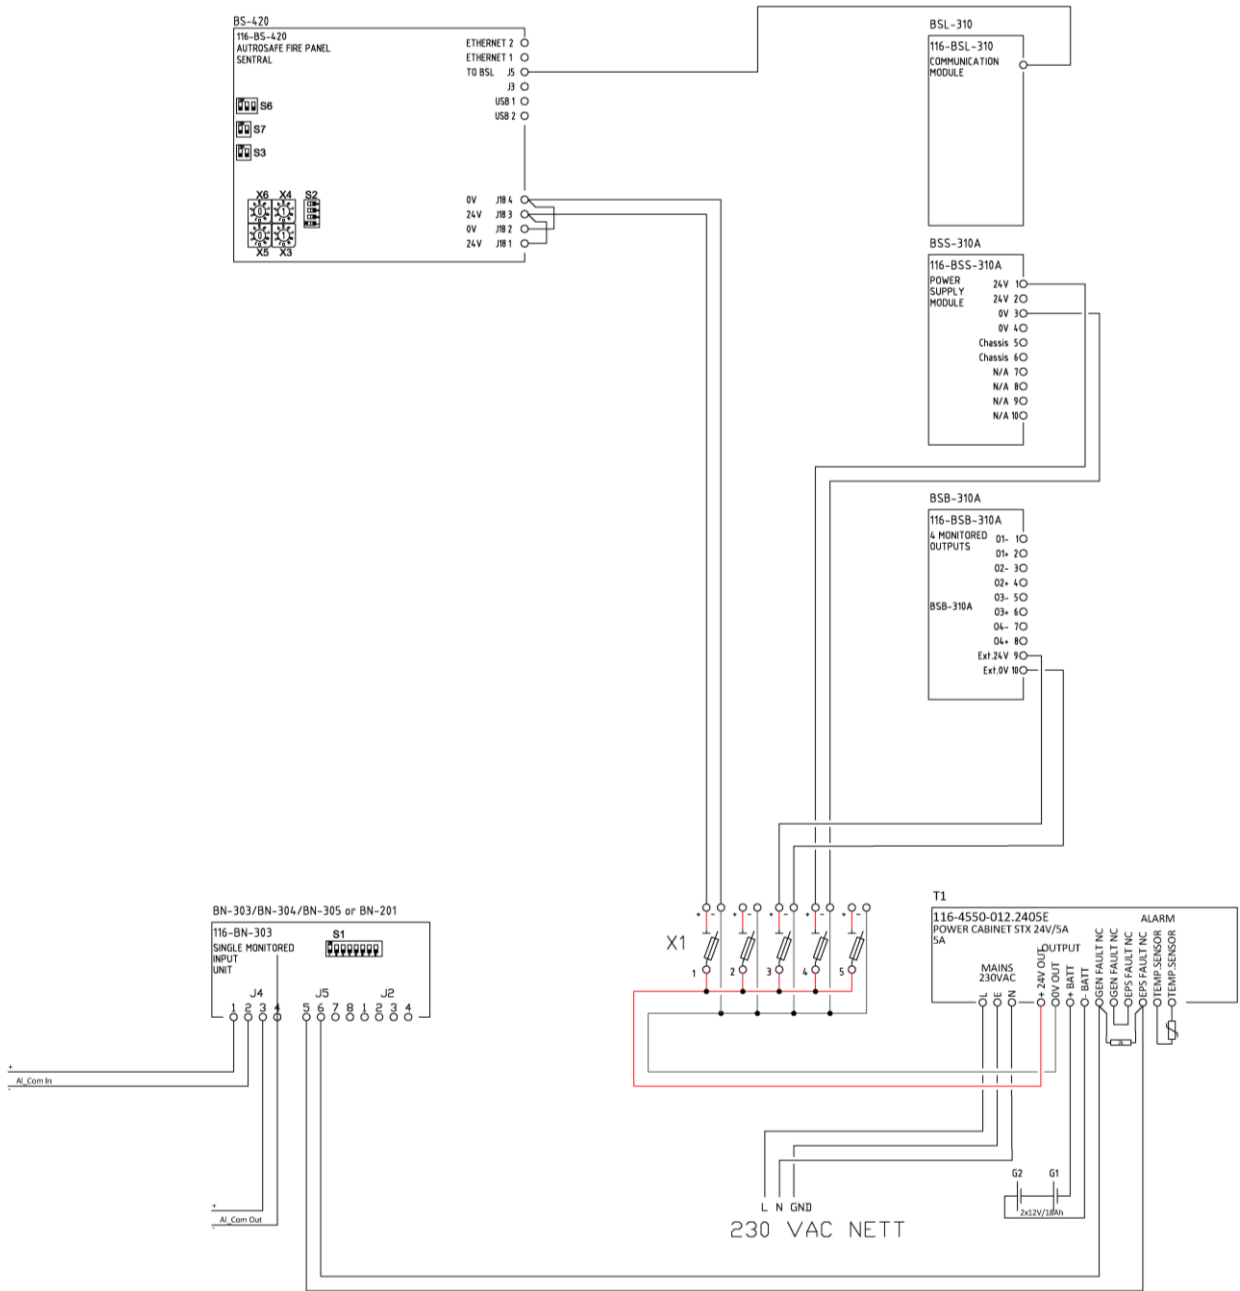 BS-420
116-BS-420
AUTROSAFE FIRE PANEL
SENTRAL
ETHERNET 2
ETHERNET 1
TO BSL J5
J3
USB 1
USB 2
S6
S7
S3
X6 X4 S2
0 1
0 1
X5 X3
0V J18 4
24V J18 3
0V J18 2
24V J18 1
BSL-310
116-BSL-310
COMMUNICATION
MODULE
BSS-310A
116-BSS-310A
POWER
SUPPLY
MODULE
24V 1
24V 2
0V 3
0V 4
Chassis 5
Chassis 6
N/A 7
N/A 8
N/A 9
N/A 10
BSB-310A
116-BSB-310A
4 MONITORED
OUTPUTS
BSB-310A
O1- 1
O1+ 2
O2- 3
O2+ 4
O3- 5
O3+ 6
O4- 7
O4+ 8
Ext.24V 9
Ext.0V 10
BN-303/BN-304/BN-305 or BN-201
116-BN-303
SINGLE MONITORED
INPUT
UNIT
S1
J4 J5 J2
1 2 3 4 5 6 7 8 1 2 3 4
+
Al_Com In
-
+
Al_Com Out
-
X1
+ - + - + - + - + -
1 2 3 4 5
T1
116-4550-012.2405E
POWER CABINET STX 24V/5A
5A
ALARM
OUTPUT
MAINS
230VAC
L
E
N
+ 24V OUT
0V OUT
+ BATT
- BATT
GEN FAULT NC
GEN FAULT NC
EPS FAULT NC
EPS FAULT NC
TEMP.SENSOR
TEMP.SENSOR
G2 G1
2x12V/18Ah
L N GND
230 VAC NETT